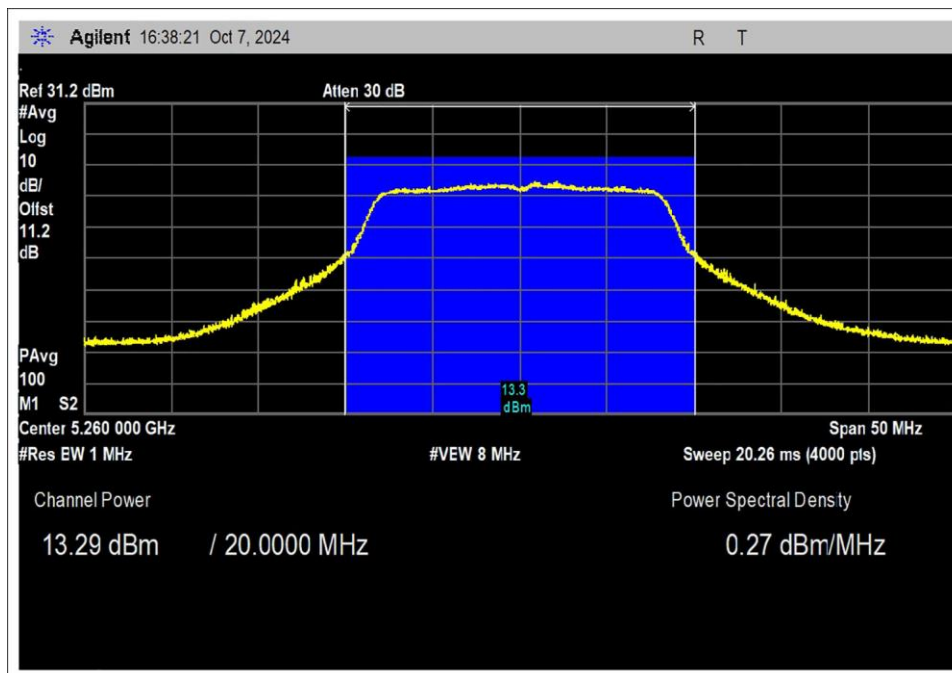 Agilent 16:38:21 Oct 7, 2024 R T
Ref 31.2 dBm Atten 30 dB
#Avg
Log
10
dB/
Offst
11.2
dB
PAvg
100
M1 S2
13.3
dBm
Center 5.260 000 GHz Span 50 MHz
#Res BW 1 MHz #VBW 8 MHz Sweep 20.26 ms (4000 pts)
Channel Power Power Spectral Density
13.29 dBm / 20.0000 MHz 0.27 dBm/MHz